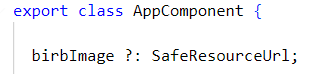 export class AppComponent {
birbImage ?: SafeResourceUrl;